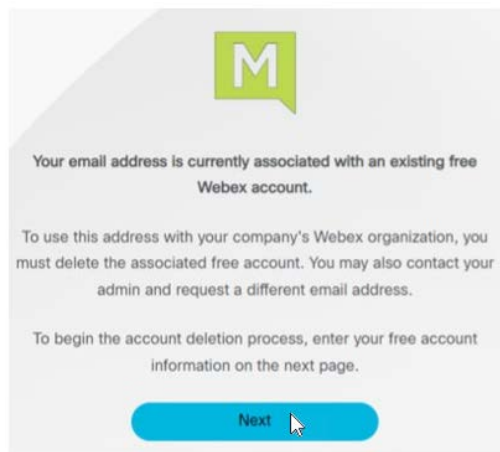 M
Your email address is currently associated with an existing free
Webex account.
To use this address with your company's Webex organization, you
must delete the associated free account. You may also contact your
admin and request a different email address.
To begin the account deletion process, enter your free account
information on the next page.
Next